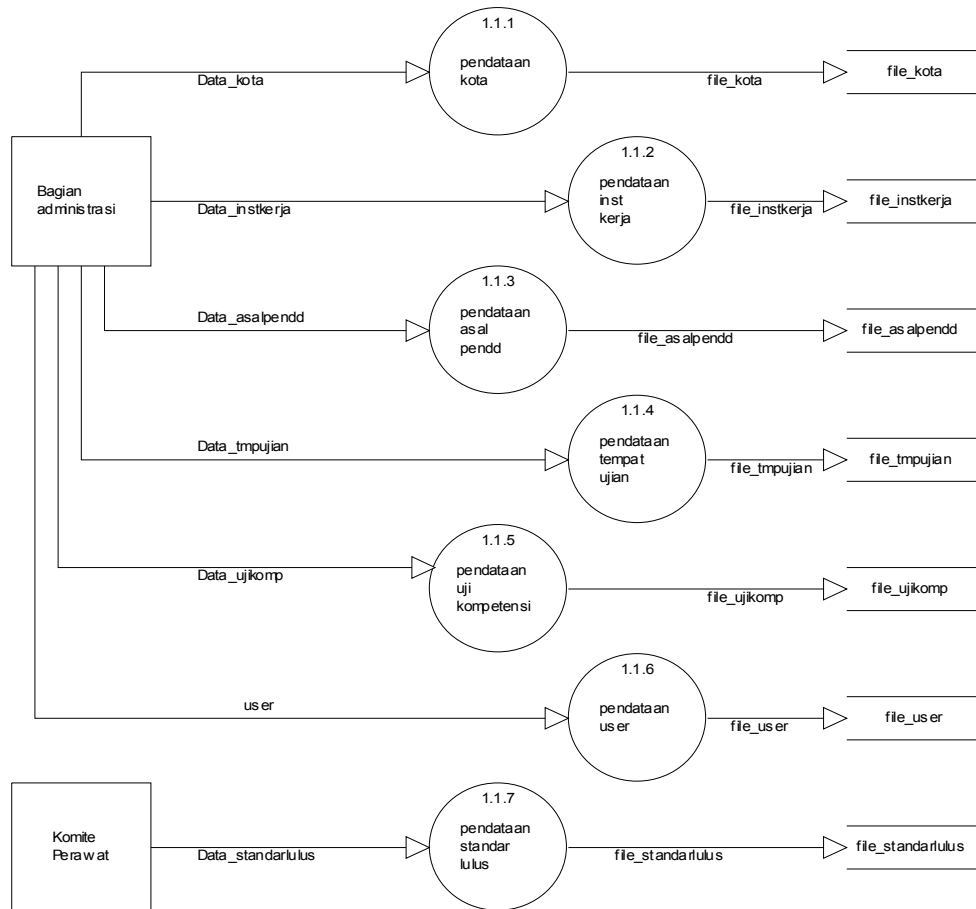 1.1.1
pendataan
kota
Data_kota
file_kota
file_kota
Bagian
administrasi
1.1.2
pendataan
inst
kerja
Data_instkerja
file_instkerja
file_instkerja
1.1.3
pendataan
asal
pendd
Data_asalpendd
file_asalpendd
file_asalpendd
1.1.4
pendataan
tempat
ujian
Data_tmpujian
file_tmpujian
file_tmpujian
1.1.5
pendataan
uji
kompetensi
Data_ujikomp
file_ujikomp
file_ujikomp
1.1.6
pendataan
user
user
file_user
file_user
Komite
Perawat
1.1.7
pendataan
standar
lulus
Data_standarlulus
file_standarlulus
file_standarlulus